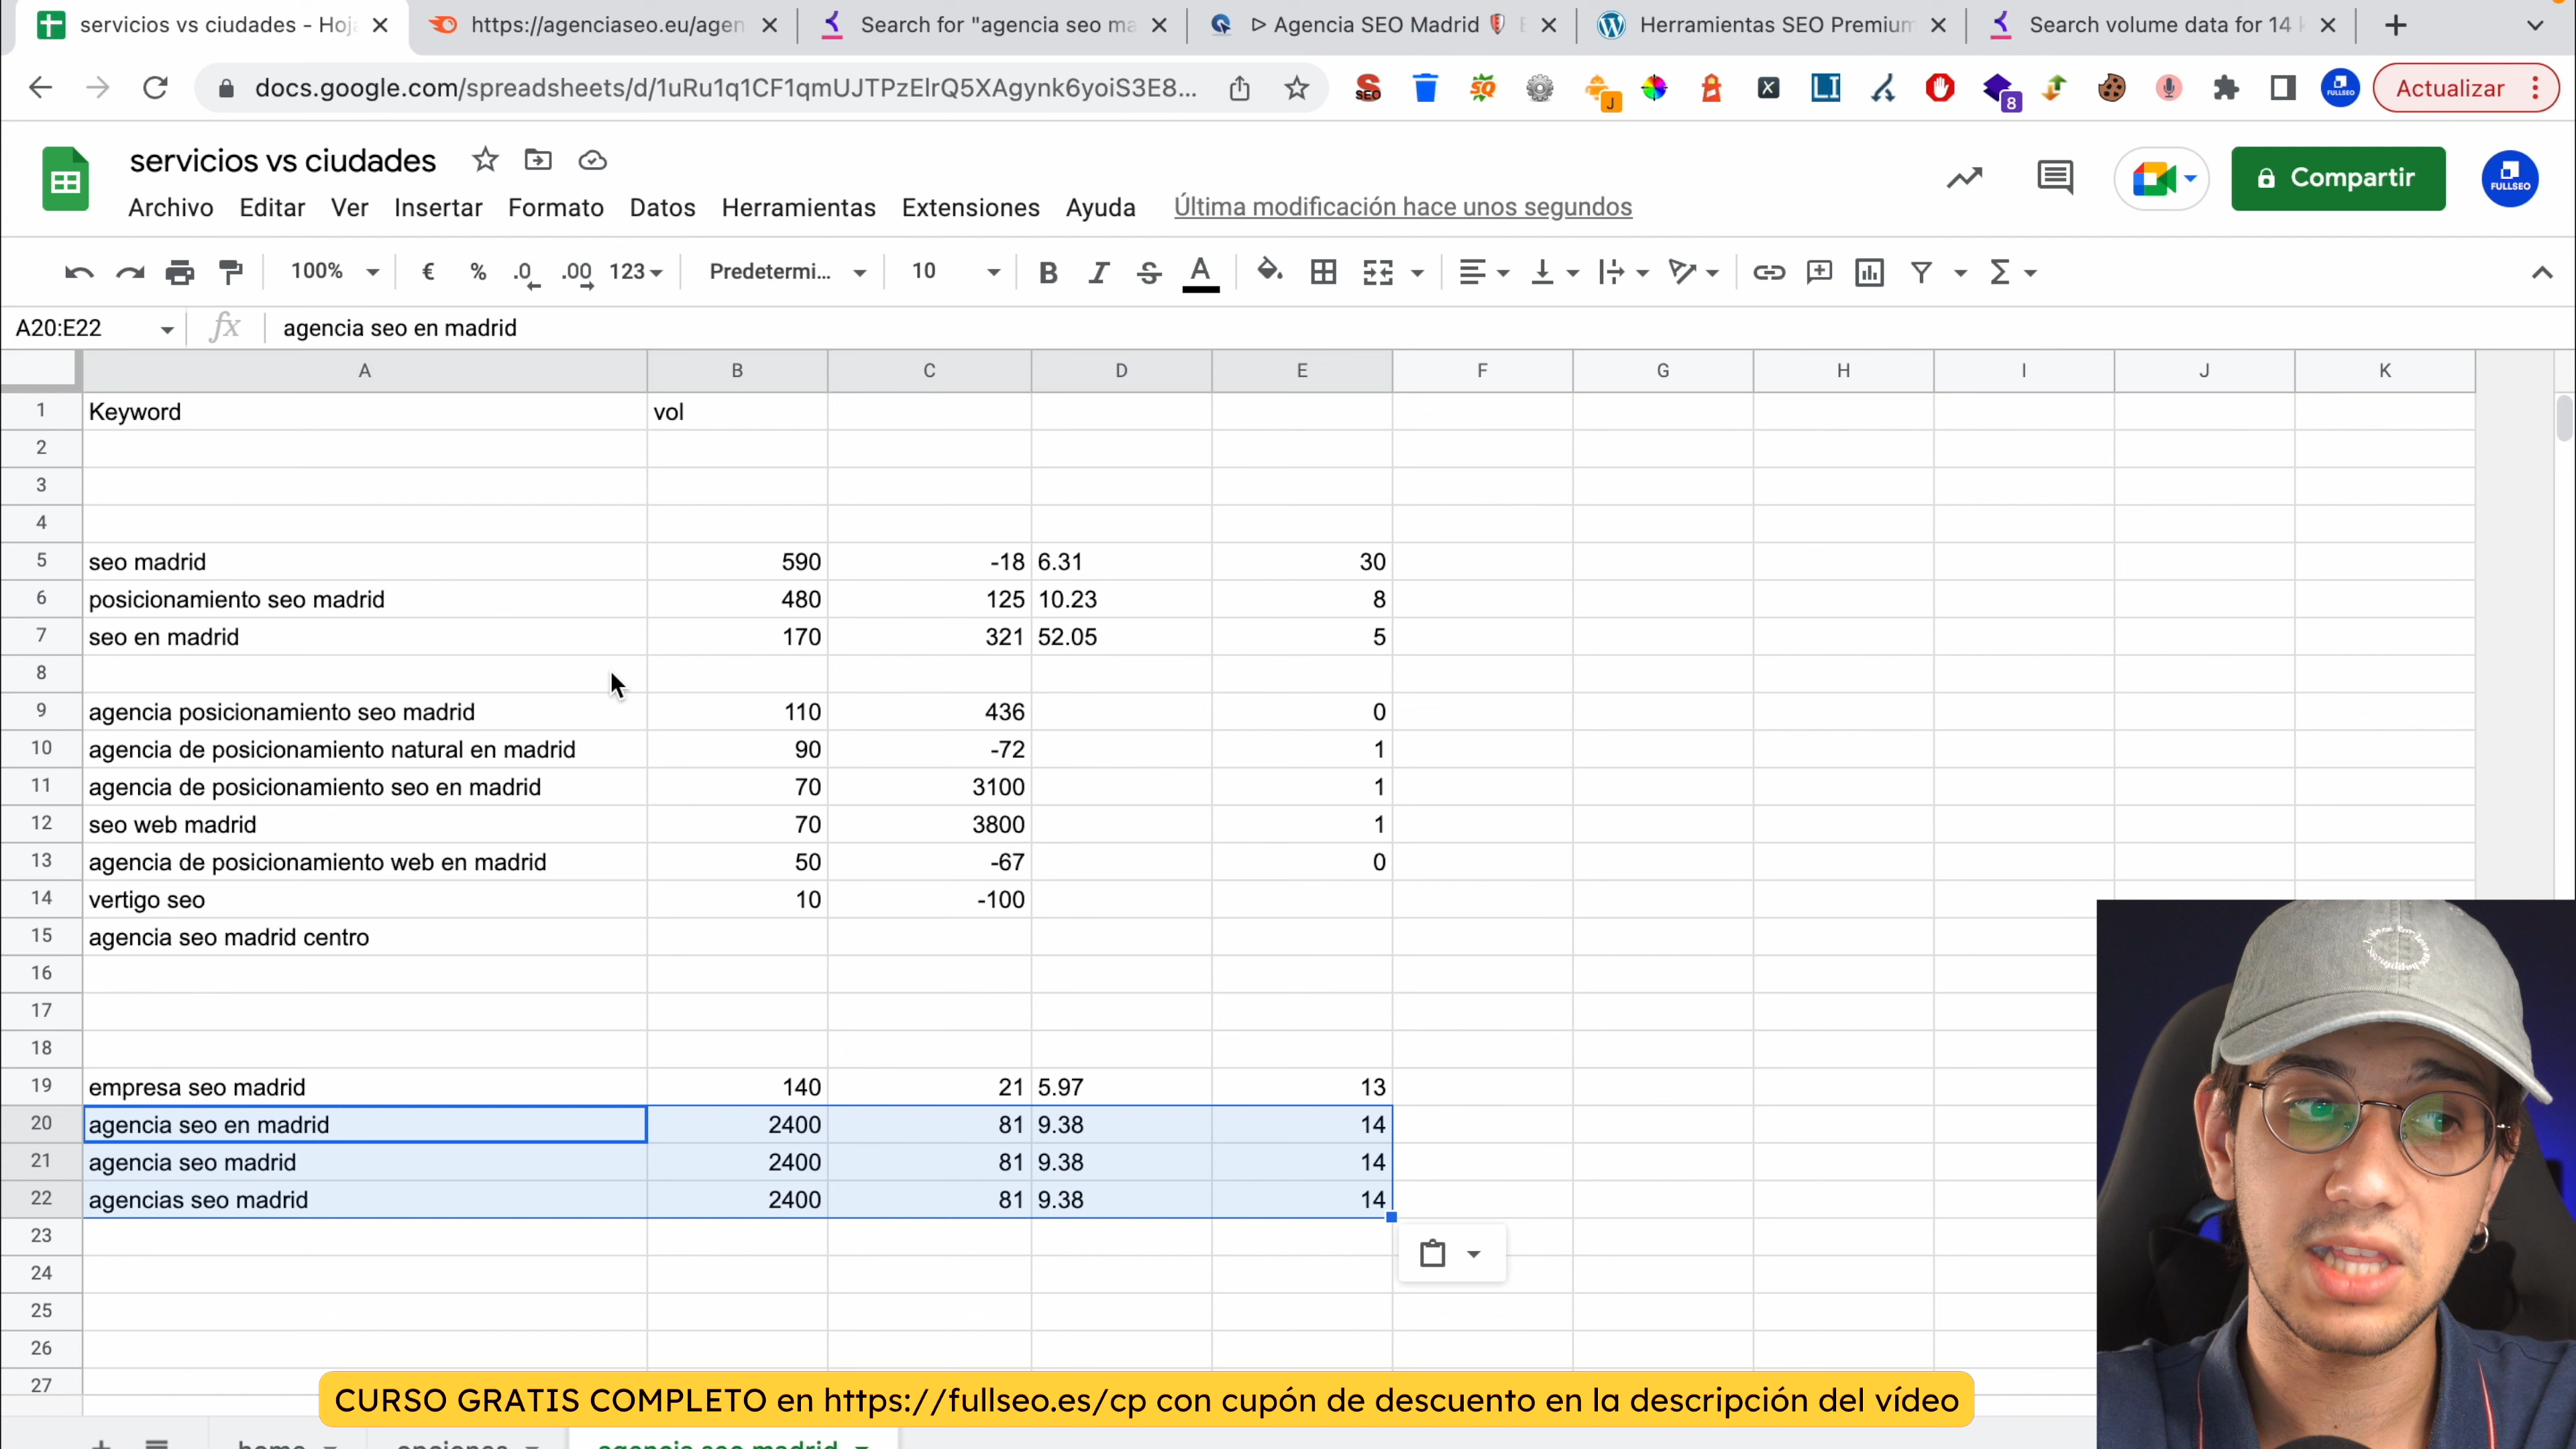 servicios vs ciudades - Hoj
https://agenciaseo.eu/agen
Search for "agencia seo ma
Agencia SEO Madrid
Herramientas SEO Premium
Search volume data for 14 k
docs.google.com/spreadsheets/d/1uRu1q1CF1qmUJTPzElrQ5XAgynk6yoiS3E8...
Actualizar
servicios vs ciudades
Compartir
FULLSEO
Archivo Editar Ver Insertar Formato Datos Herramientas Extensiones Ayuda Última modificación hace unos segundos
100% € % .0 .00 123 Predetermi... 10 B I S A
A20:E22 fx agencia seo en madrid
A B C D E F G H I J K
1 Keyword vol
2
3
4
5 seo madrid 590 -18 6.31 30
6 posicionamiento seo madrid 480 125 10.23 8
7 seo en madrid 170 321 52.05 5
8
9 agencia posicionamiento seo madrid 110 436 0
10 agencia de posicionamiento natural en madrid 90 -72 1
11 agencia de posicionamiento seo en madrid 70 3100 1
12 seo web madrid 70 3800 1
13 agencia de posicionamiento web en madrid 50 -67 0
14 vertigo seo 10 -100
15 agencia seo madrid centro
16
17
18
19 empresa seo madrid 140 21 5.97 13
20 agencia seo en madrid 2400 81 9.38 14
21 agencia seo madrid 2400 81 9.38 14
22 agencias seo madrid 2400 81 9.38 14
23
24
25
26
27
CURSO GRATIS COMPLETO en https://fullseo.es/cp con cupón de descuento en la descripción del vídeo
home opciones agencia seo madrid